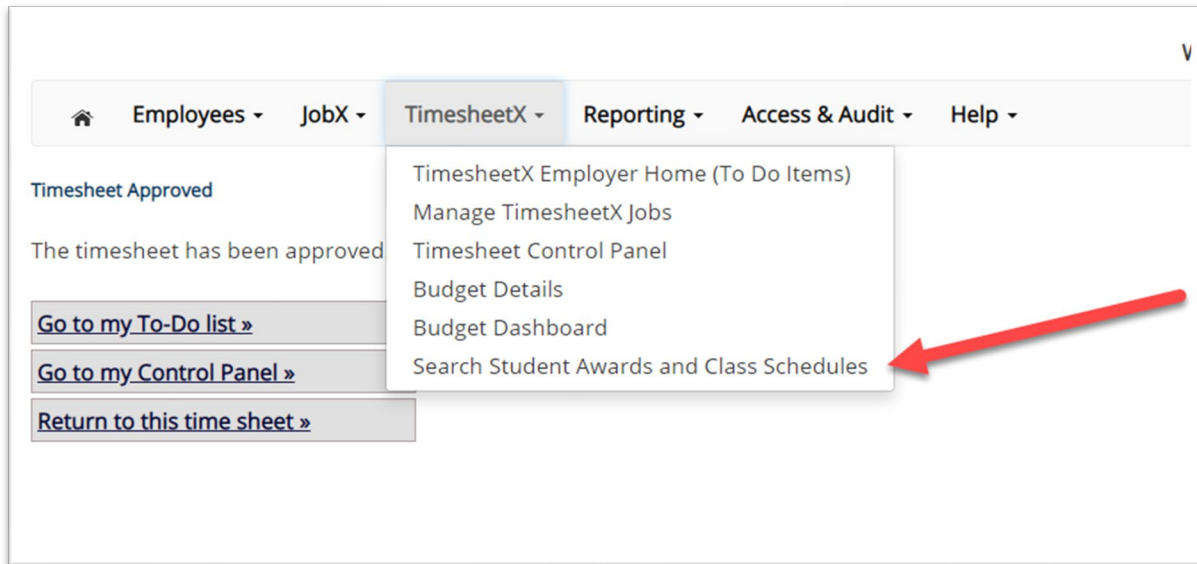 Employees JobX TimesheetX Reporting Access & Audit Help
TimesheetX Employer Home (To Do Items)
Manage TimesheetX Jobs
Timesheet Control Panel
Budget Details
Budget Dashboard
Search Student Awards and Class Schedules
Timesheet Approved
The timesheet has been approved
Go to my To-Do list »
Go to my Control Panel »
Return to this time sheet »